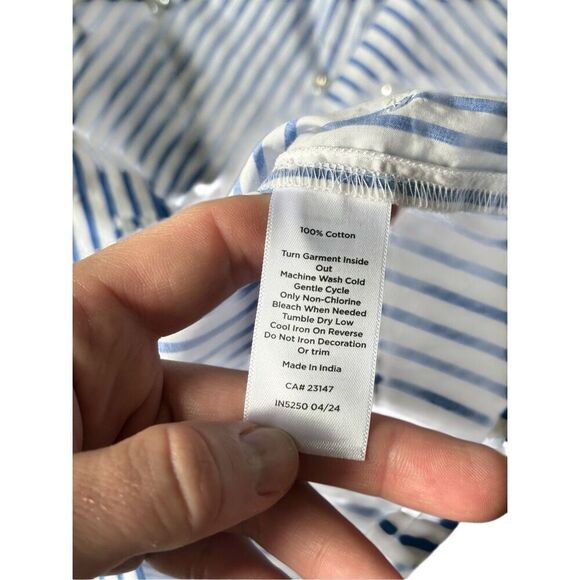 100% Cotton
Turn Garment Inside
Out
Machine Wash Cold
Gentle Cycle
Only Non-Chlorine
Bleach When Needed
Tumble Dry Low
Cool Iron On Reverse
Do Not Iron Decoration
Or trim
Made In India
CA# 23147
IN5250 04/24